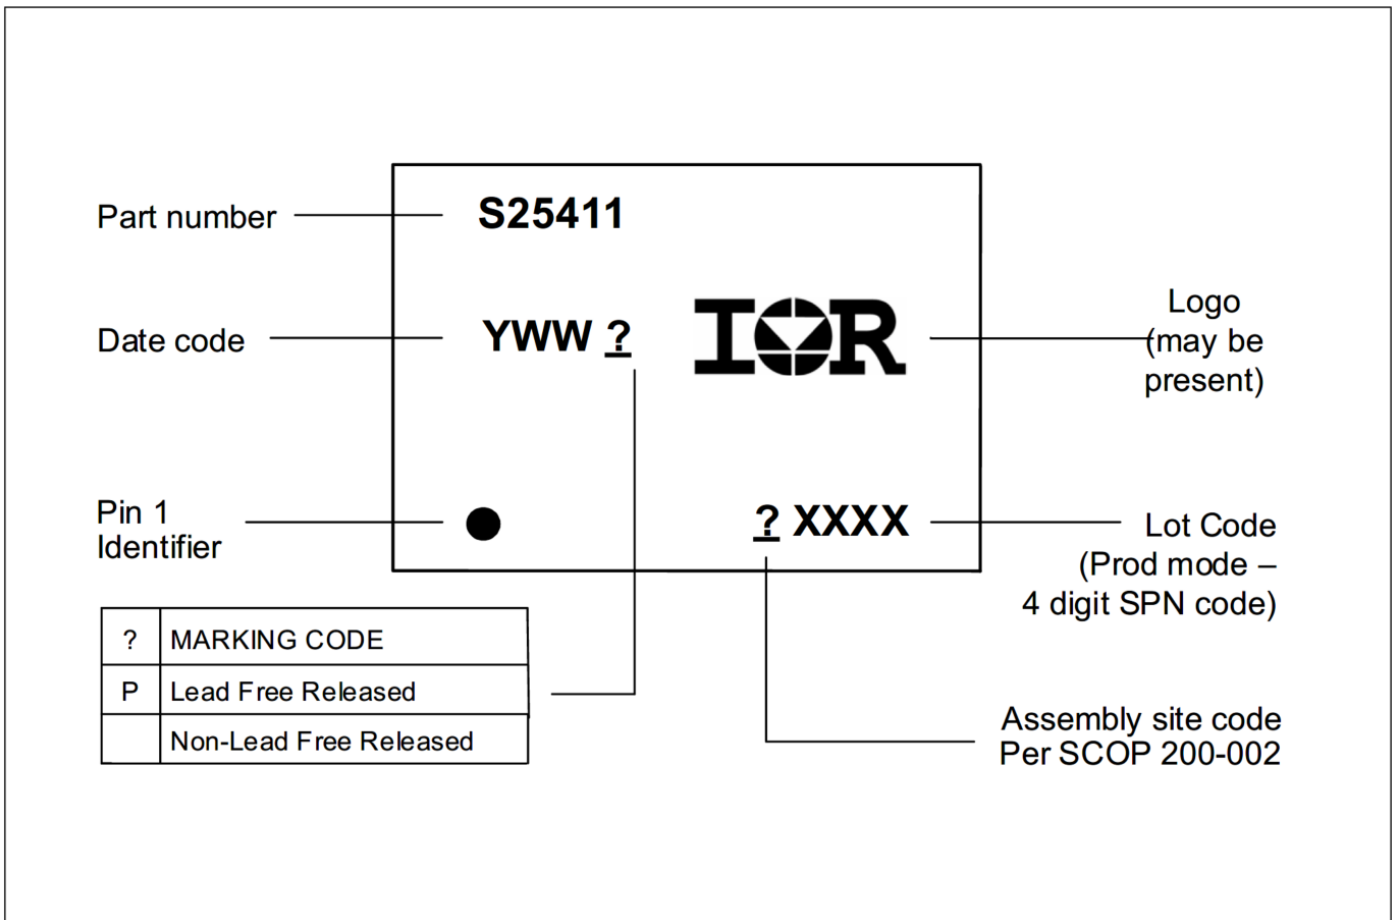 Part number
S25411
Date code
YWW ?
IOR
Logo
(may be
present)
Pin 1
Identifier
? XXXX
Lot Code
(Prod mode –
4 digit SPN code)
? MARKING CODE
P Lead Free Released
Non-Lead Free Released
Assembly site code
Per SCOP 200-002